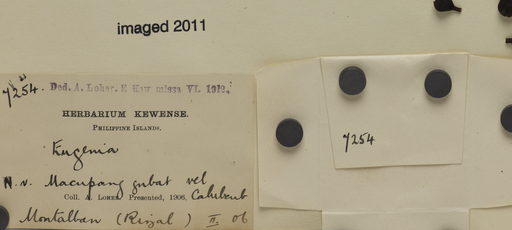 imaged 2011
7254. Ded. A. Loher. E Kew missa VI. 1912.
HERBARIUM KEWENSE.
PHILIPPINE ISLANDS.
Eugenia
N. v. Macupang gubat vel
Coll. A. LOHER Presented, 1906, Calubcub
Montalban (Rizal) II. 06
7254